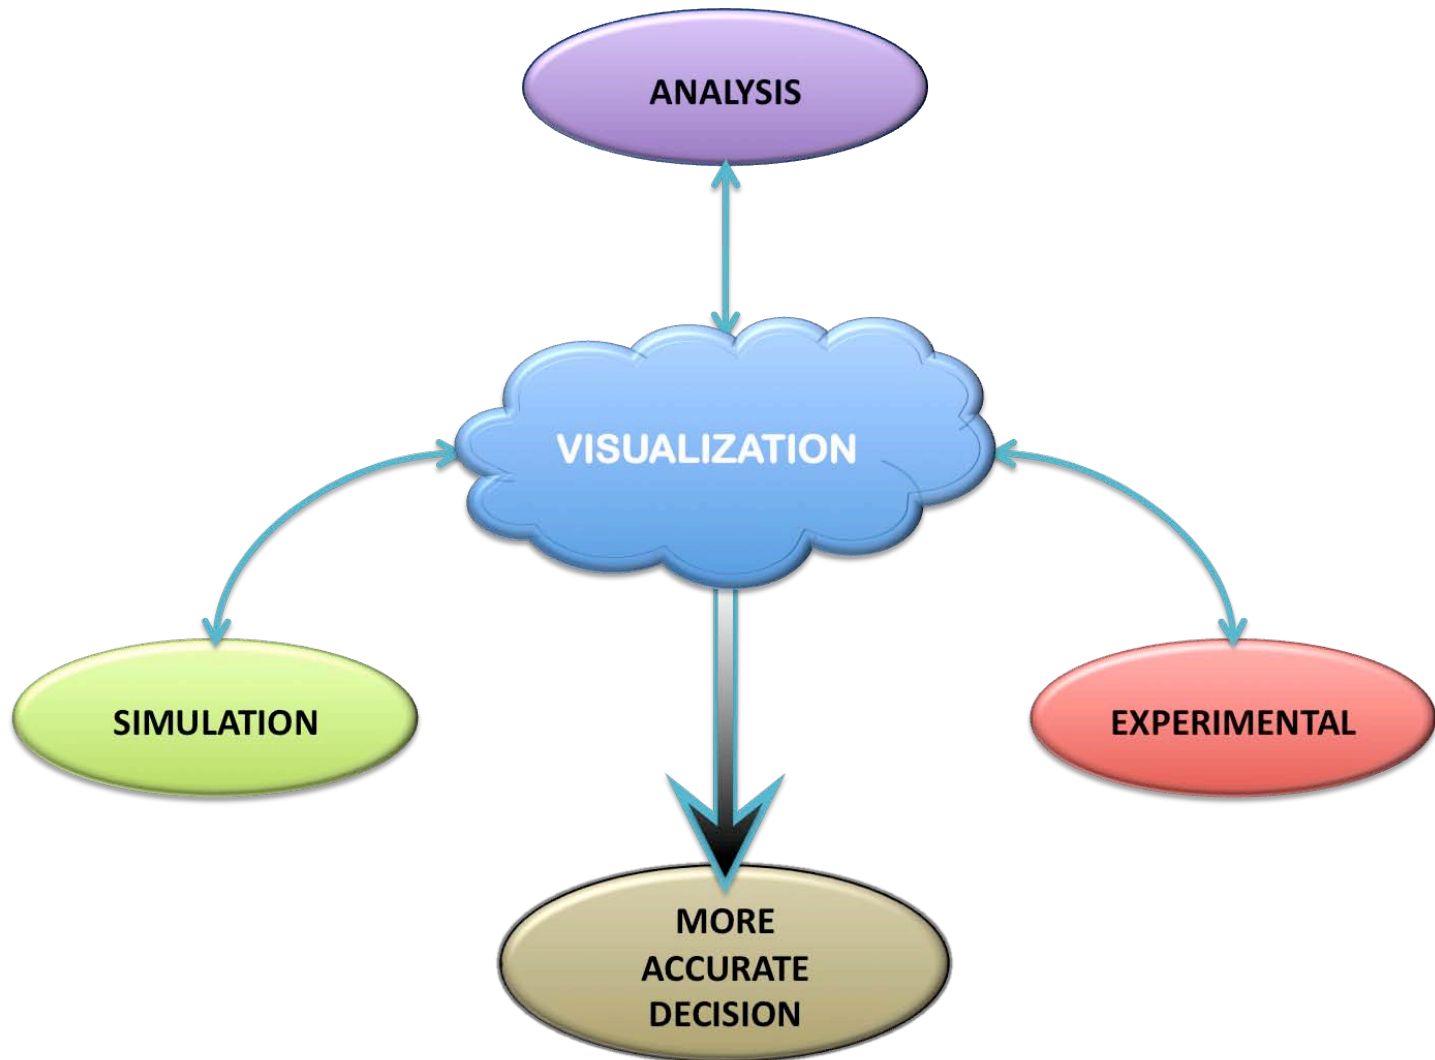 ANALYSIS
VISUALIZATION
SIMULATION
EXPERIMENTAL
MORE
ACCURATE
DECISION